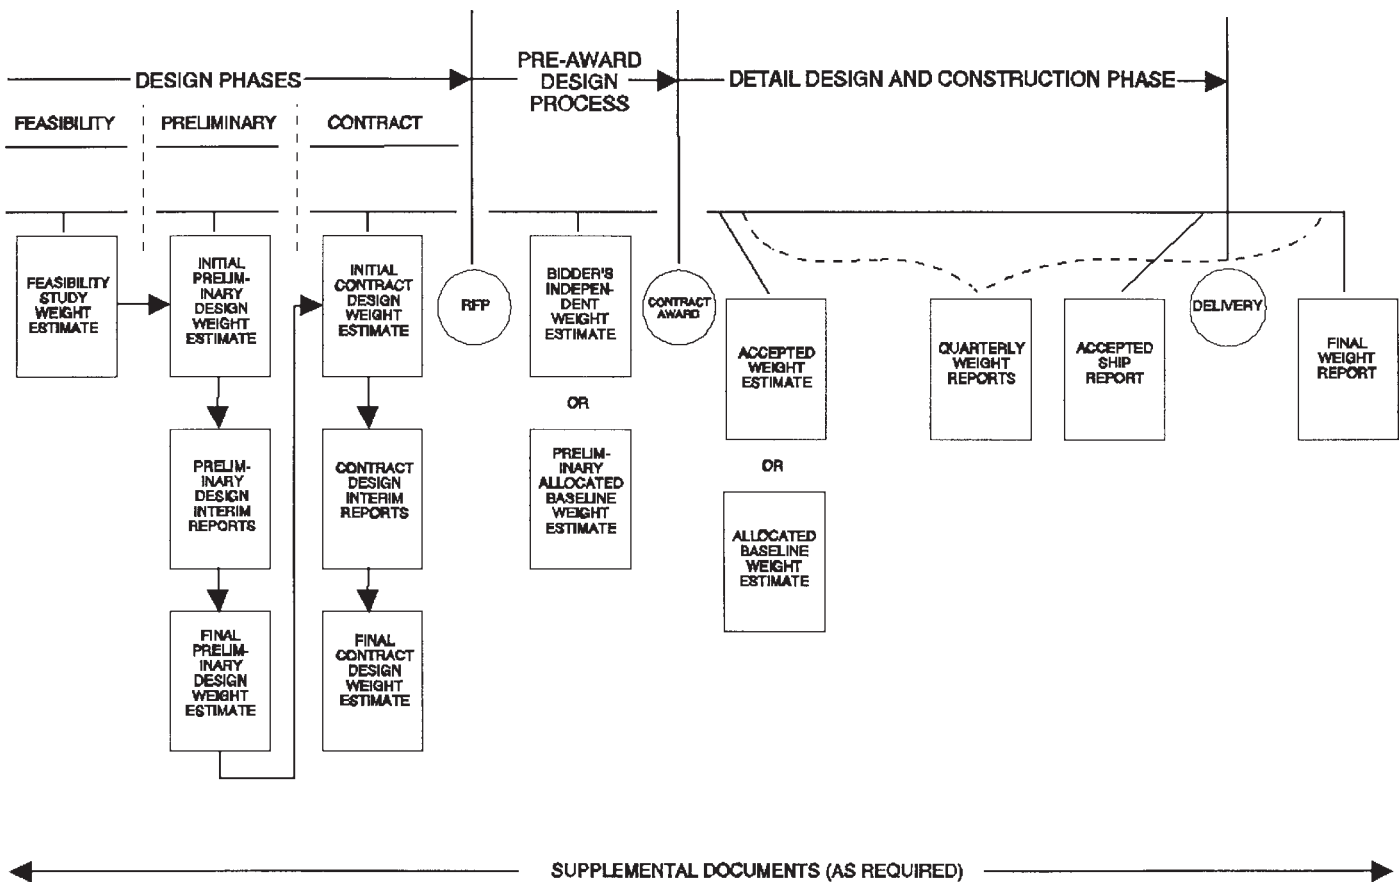 DESIGN PHASES
PRE-AWARD
DESIGN
PROCESS
DETAIL DESIGN AND CONSTRUCTION PHASE
FEASIBILITY
PRELIMINARY
CONTRACT
FEASIBILITY
STUDY
WEIGHT
ESTIMATE
INITIAL
PRELIM-
INARY
DESIGN
WEIGHT
ESTIMATE
PRELIM-
INARY
DESIGN
INTERIM
REPORTS
FINAL
PRELIM-
INARY
DESIGN
WEIGHT
ESTIMATE
INITIAL
CONTRACT
DESIGN
WEIGHT
ESTIMATE
CONTRACT
DESIGN
INTERIM
REPORTS
FINAL
CONTRACT
DESIGN
WEIGHT
ESTIMATE
RFP
BIDDER'S
INDEPEN-
DENT
WEIGHT
ESTIMATE
OR
PRELIM-
INARY
ALLOCATED
BASELINE
WEIGHT
ESTIMATE
CONTRACT
AWARD
ACCEPTED
WEIGHT
ESTIMATE
OR
ALLOCATED
BASELINE
WEIGHT
ESTIMATE
QUARTERLY
WEIGHT
REPORTS
ACCEPTED
SHIP
REPORT
DELIVERY
FINAL
WEIGHT
REPORT
SUPPLEMENTAL DOCUMENTS (AS REQUIRED)